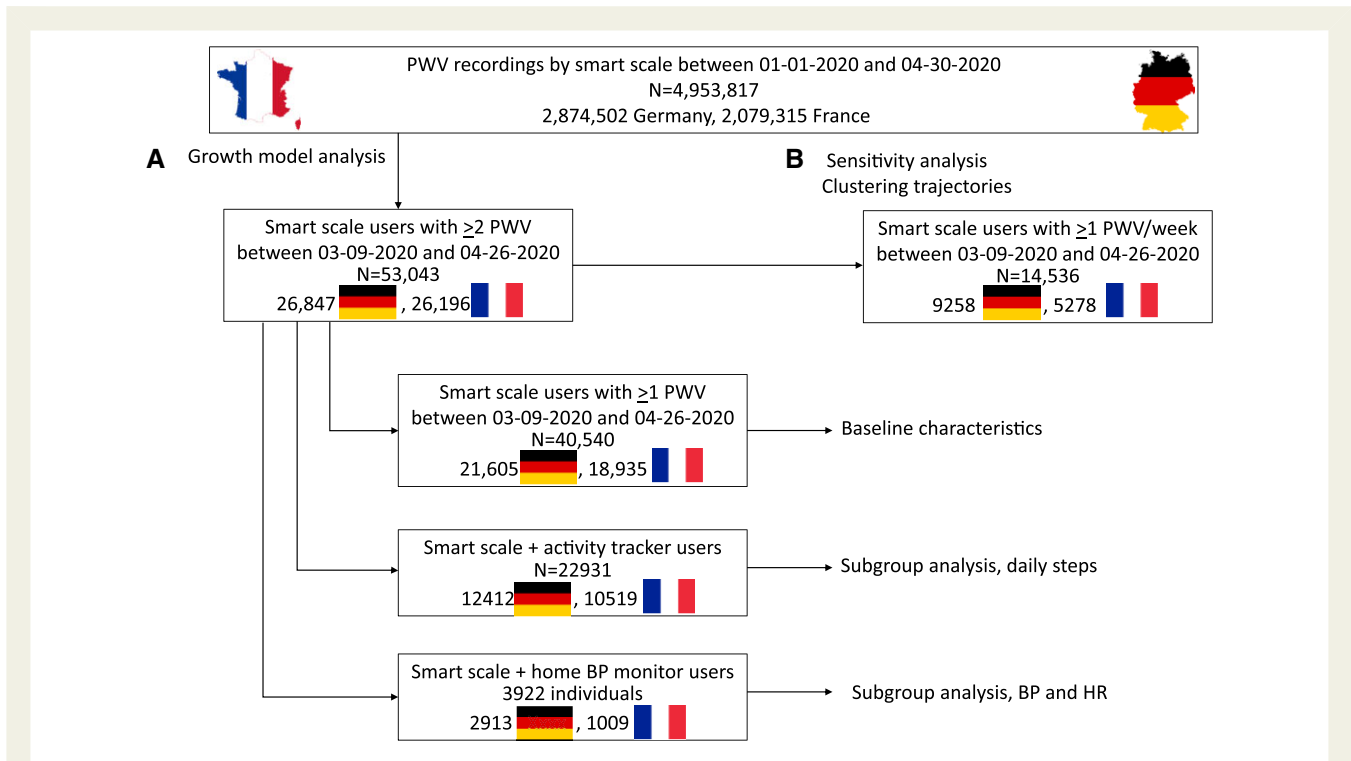 PWV recordings by smart scale between 01-01-2020 and 04-30-2020
N=4,953,817
2,874,502 Germany, 2,079,315 France
A Growth model analysis
B Sensitivity analysis
Clustering trajectories
Smart scale users with ≥2 PWV
between 03-09-2020 and 04-26-2020
N=53,043
26,847 , 26,196
Smart scale users with ≥1 PWV/week
between 03-09-2020 and 04-26-2020
N=14,536
9258 , 5278
Smart scale users with ≥1 PWV
between 03-09-2020 and 04-26-2020
N=40,540
21,605 , 18,935
Baseline characteristics
Smart scale + activity tracker users
N=22931
12412 , 10519
Subgroup analysis, daily steps
Smart scale + home BP monitor users
3922 individuals
2913 , 1009
Subgroup analysis, BP and HR